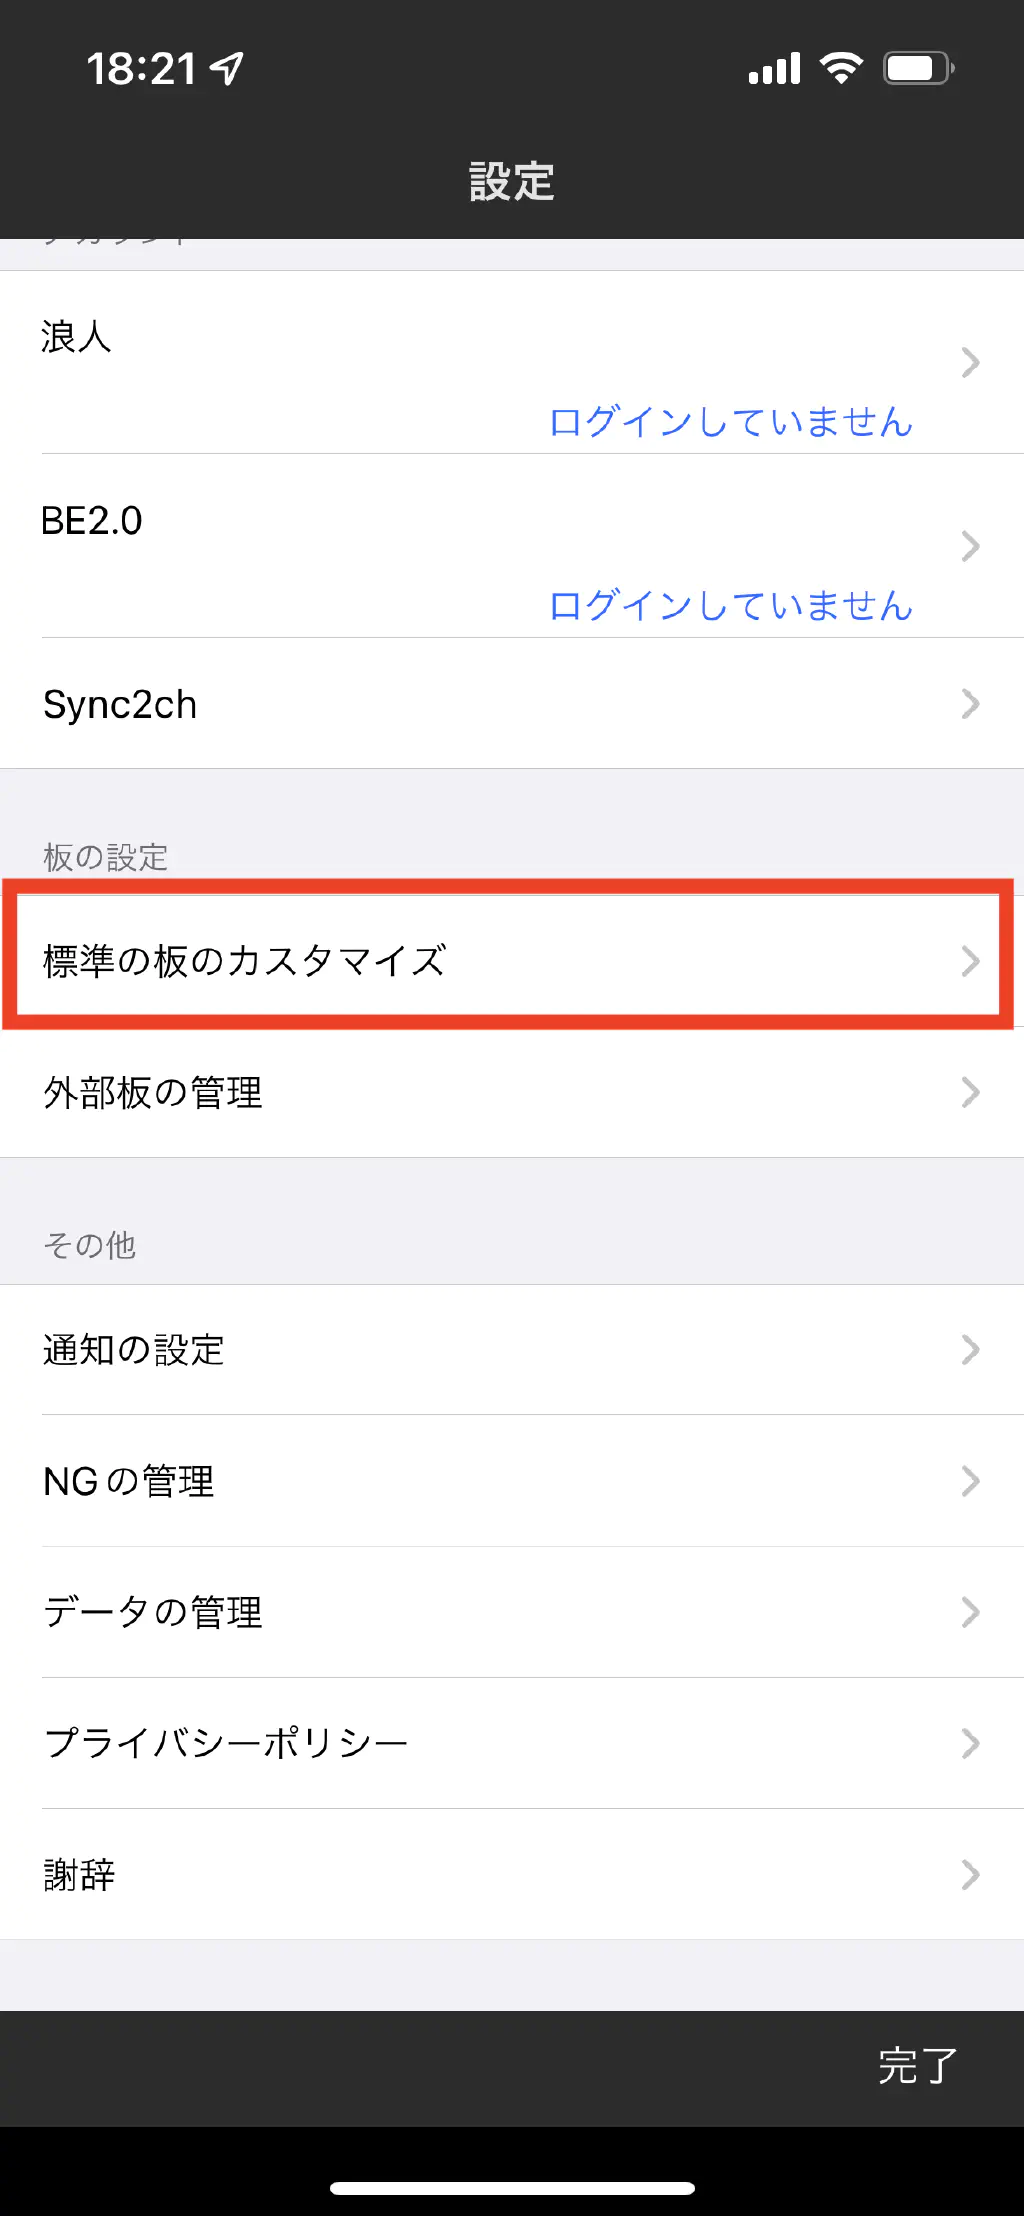 18:21
設定
浪人
ログインしていません
BE2.0
ログインしていません
Sync2ch
板の設定
標準の板のカスタマイズ
外部板の管理
その他
通知の設定
NGの管理
データの管理
プライバシーポリシー
謝辞
完了